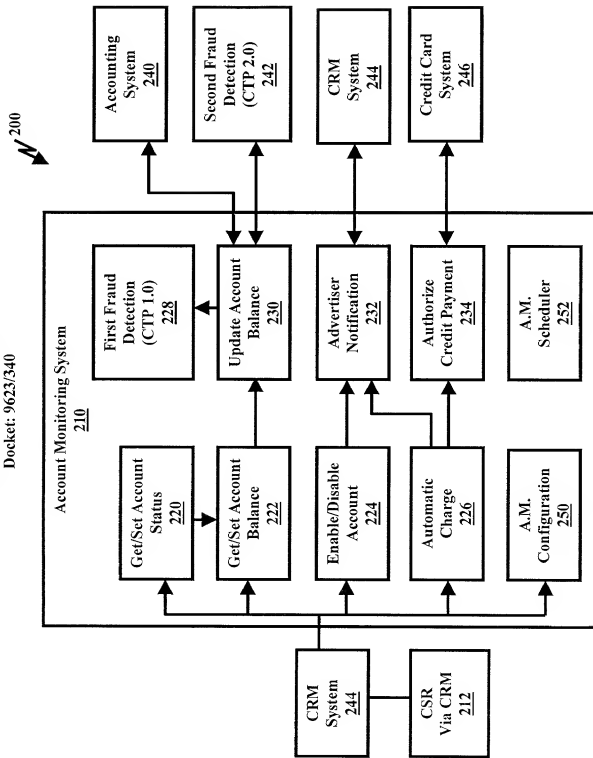 Docket: 9623/340
200
Account Monitoring System
210
CRM
System
244
CSR
Via CRM
212
Get/Set Account
Status
220
Get/Set Account
Balance
222
Enable/Disable
Account
224
Automatic
Charge
226
A.M.
Configuration
250
First Fraud
Detection
(CTP 1.0)
228
Update Account
Balance
230
Advertiser
Notification
232
Authorize
Credit Payment
234
A.M.
Scheduler
252
Accounting
System
240
Second Fraud
Detection
(CTP 2.0)
242
CRM
System
244
Credit Card
System
246